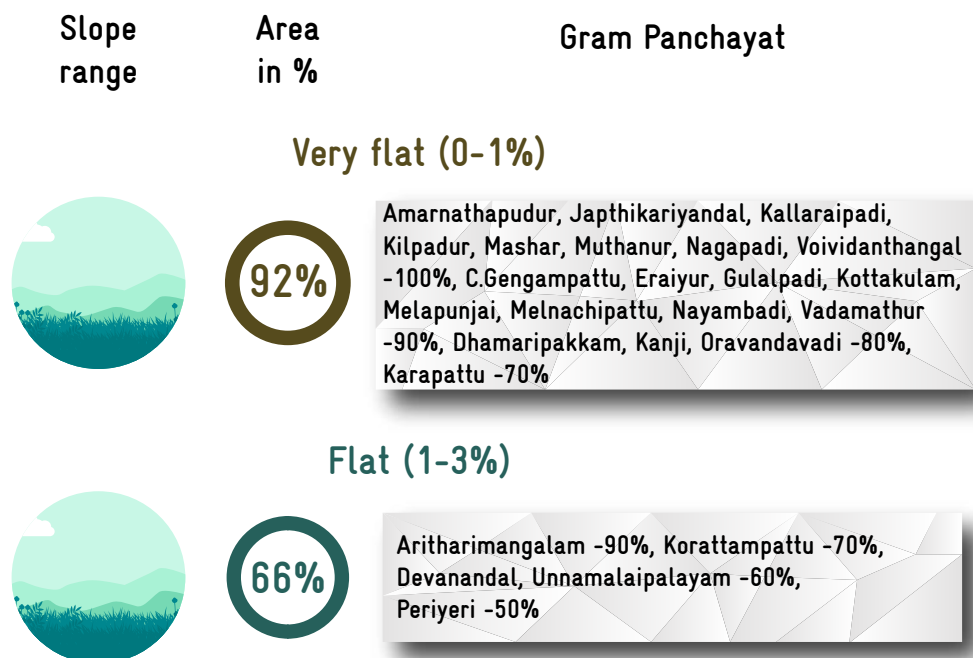 Slope
range
Area
in %
Gram Panchayat
Very flat (0-1%)
92%
Amarnathapudur, Japthikariyandal, Kallaraipadi,
Kilpadur, Mashar, Muthanur, Nagapadi, Voividanthangal
-100%, C.Gengampattu, Eraiyur, Gulalpadi, Kottakulam,
Melapunjai, Melnachipattu, Nayambadi, Vadamathur
-90%, Dhamaripakkam, Kanji, Oravandavadi -80%,
Karapattu -70%
Flat (1-3%)
66%
Aritharimangalam -90%, Korattampattu -70%,
Devanandal, Unnamalaipalayam -60%,
Periyeri -50%